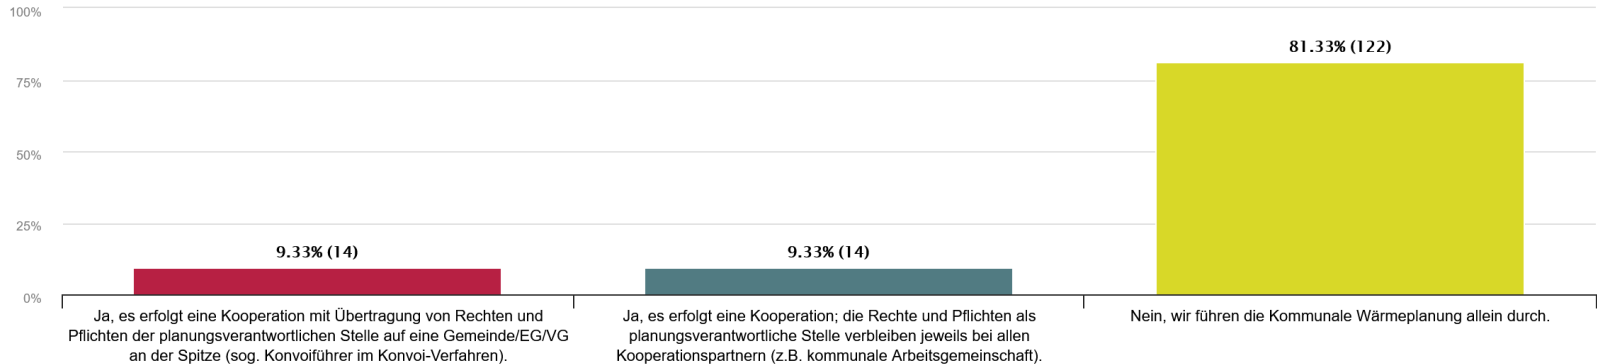 100%
75%
50%
25%
0%
9.33% (14)
9.33% (14)
81.33% (122)
Ja, es erfolgt eine Kooperation mit Übertragung von Rechten und
Pflichten der planungsverantwortlichen Stelle auf eine Gemeinde/EG/VG
an der Spitze (sog. Konvoiführer im Konvoi-Verfahren).
Ja, es erfolgt eine Kooperation; die Rechte und Pflichten als
planungsverantwortliche Stelle verbleiben jeweils bei allen
Kooperationspartnern (z.B. kommunale Arbeitsgemeinschaft).
Nein, wir führen die Kommunale Wärmeplanung allein durch.